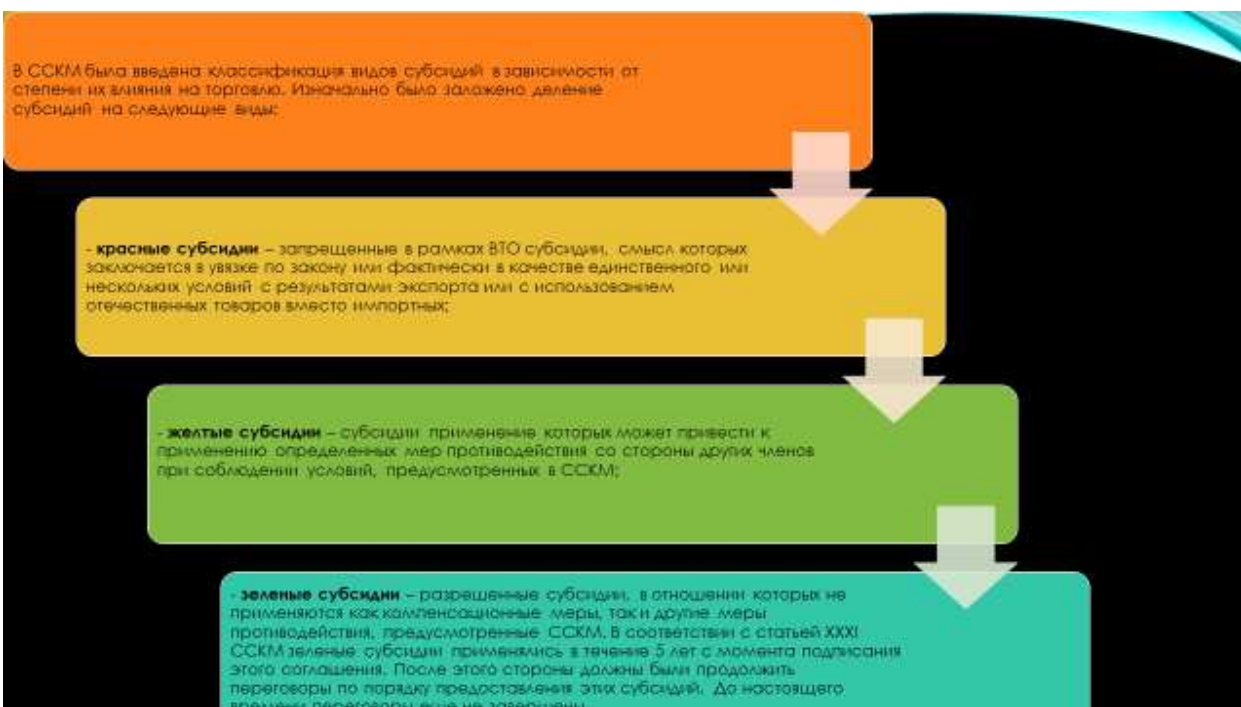 В ССКМ была введена классификация видов субсидий в зависимости от
степени их влияния на торговлю. Изначально было заложено деление
субсидий на следующие виды:
- красные субсидии – запрещенные в рамках ВТО субсидии, смысл которых
заключается в увязке по закону или фактически в качестве единственного или
нескольких условий с результатами экспорта или с использованием
отечественных товаров вместо импортных;
- желтые субсидии – субсидии применение которых может привести к
применению определенных мер противодействия со стороны других членов
при соблюдении условий, предусмотренных в ССКМ;
- зеленые субсидии – разрешенные субсидии, в отношении которых не
применяются как компенсационные меры, так и другие меры
противодействия, предусмотренные ССКМ. В соответствии с статьей XXXI
ССКМ зеленые субсидии применялись в течение 5 лет с момента подписания
этого соглашения. После этого стороны должны были продолжить
переговоры по порядку предоставления этих субсидий. До настоящего
времени переговоры еще не завершены